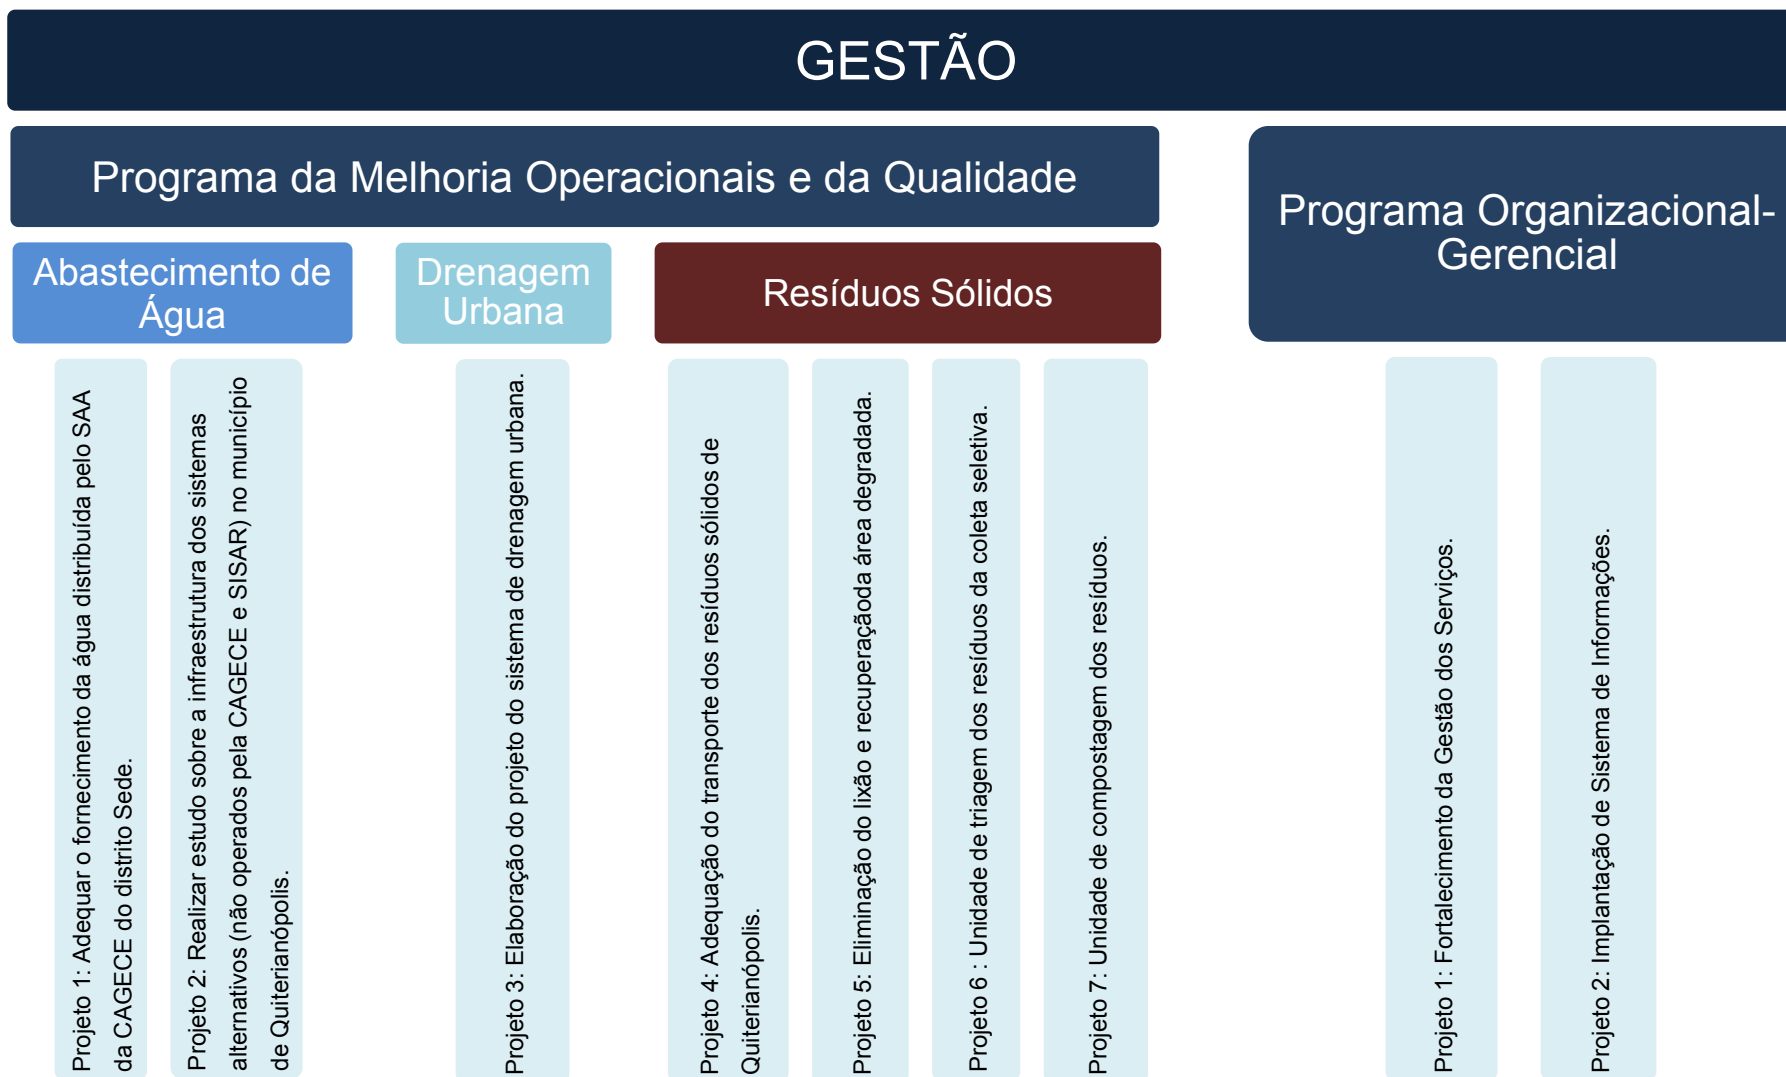 GESTÃO
Programa da Melhoria Operacionais e da Qualidade
Programa Organizacional-
Gerencial
Abastecimento de
Água
Drenagem
Urbana
Resíduos Sólidos
Projeto 1: Adequar o fornecimento da água distribuída pelo SAA
da CAGECE do distrito Sede.
Projeto 2: Realizar estudo sobre a infraestrutura dos sistemas
alternativos (não operados pela CAGECE e SISAR) no município
de Quiterianópolis.
Projeto 3: Elaboração do projeto do sistema de drenagem urbana.
Projeto 4: Adequação do transporte dos resíduos sólidos de
Quiterianópolis.
Projeto 5: Eliminação do lixão e recuperaçãoda área degradada.
Projeto 6 : Unidade de triagem dos resíduos da coleta seletiva.
Projeto 7: Unidade de compostagem dos resíduos.
Projeto 1: Fortalecimento da Gestão dos Serviços.
Projeto 2: Implantação de Sistema de Informações.